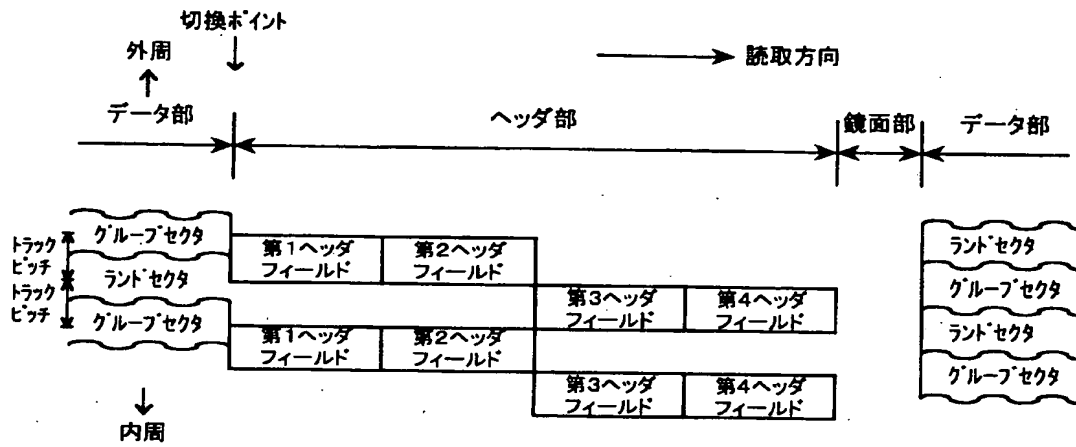 切換ポイント
外周
読取方向
データ部
ヘッダ部
鏡面部
データ部
トラック
ピッチ
トラック
ピッチ
グルーブセクタ
ランドセクタ
グルーブセクタ
第1ヘッダ
フィールド
第2ヘッダ
フィールド
第3ヘッダ
フィールド
第4ヘッダ
フィールド
第1ヘッダ
フィールド
第2ヘッダ
フィールド
第3ヘッダ
フィールド
第4ヘッダ
フィールド
ランドセクタ
グルーブセクタ
ランドセクタ
グルーブセクタ
内周